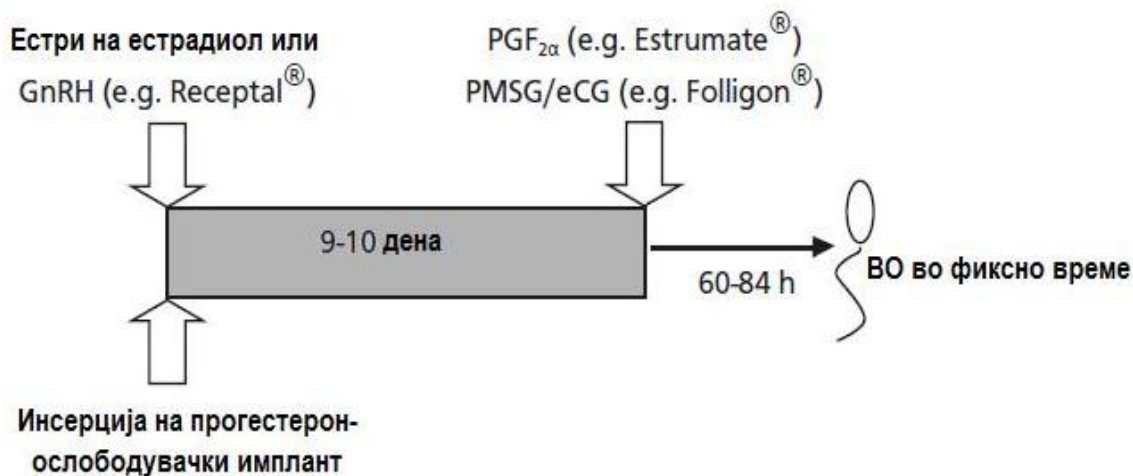 Естри на естрадиол или
GnRH (e.g. Receptal®)
PGF₂α (e.g. Estrumate®)
PMSG/eCG (e.g. Folligon®)
9-10 дена
60-84 h
ВО во фиксно време
Инсерција на прогестерон-
ослободувачки имплант